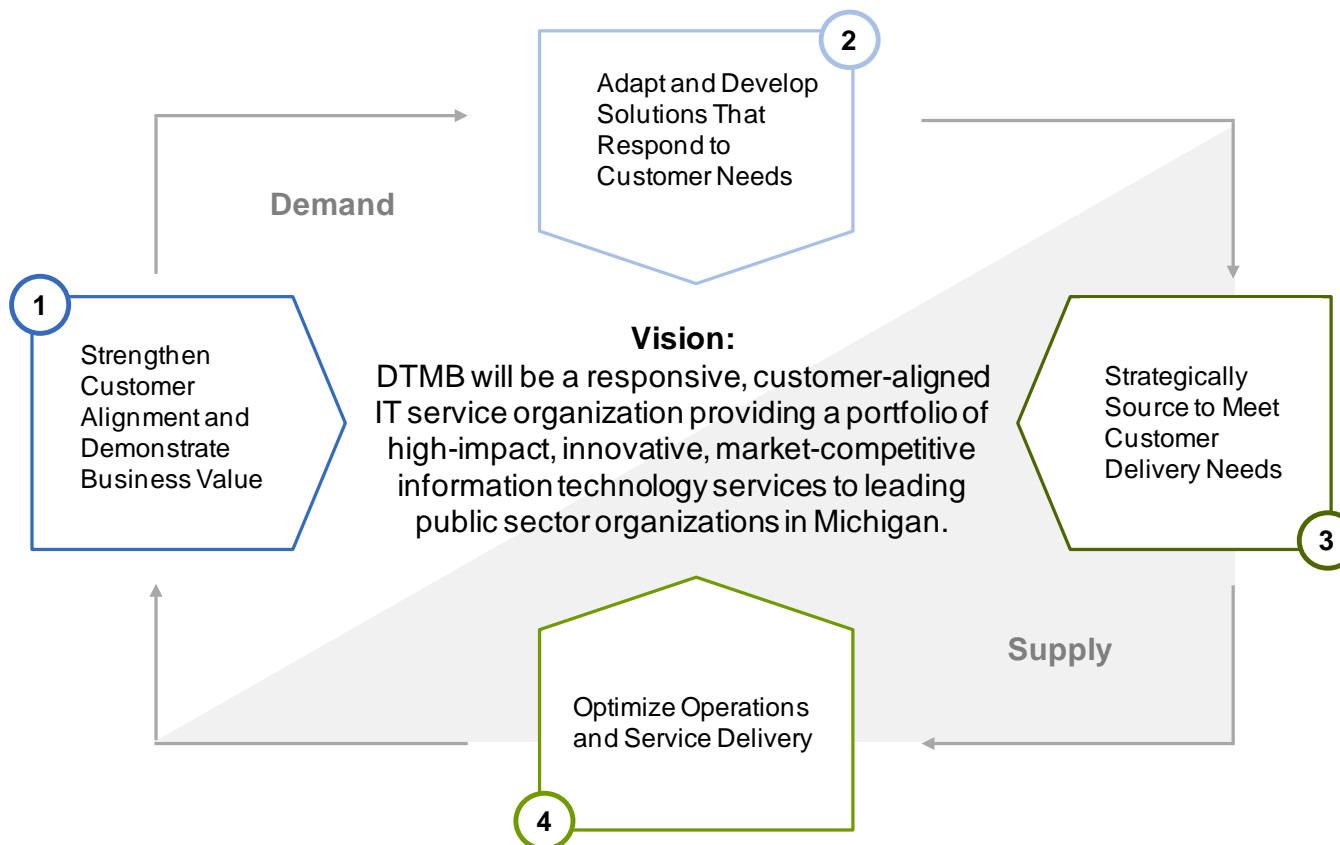 2
Adapt and Develop
Solutions That
Respond to
Customer Needs
Demand
1
Strengthen
Customer
Alignment and
Demonstrate
Business Value
Vision:
DTMB will be a responsive, customer-aligned
IT service organization providing a portfolio of
high-impact, innovative, market-competitive
information technology services to leading
public sector organizations in Michigan.
Strategically
Source to Meet
Customer
Delivery Needs
3
Supply
Optimize Operations
and Service Delivery
4